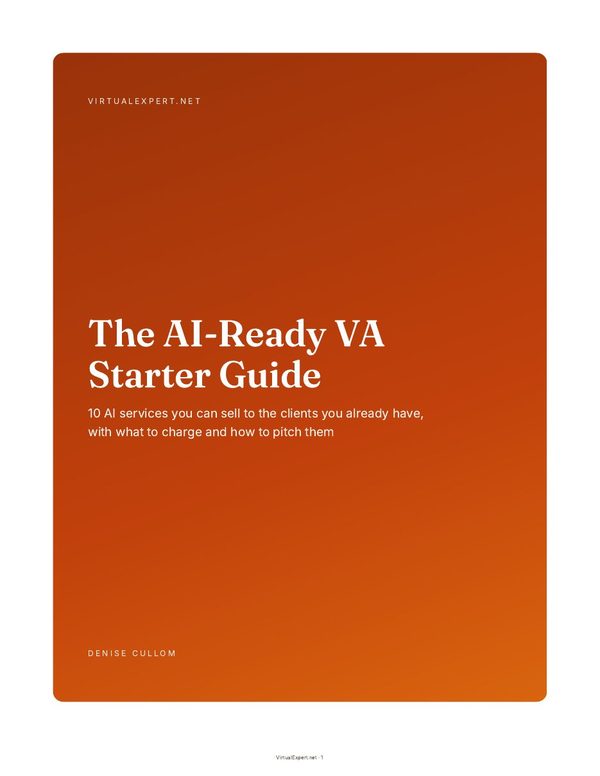 VIRTUALEXPERT.NET
The AI-Ready VA
Starter Guide
10 AI services you can sell to the clients you already have,
with what to charge and how to pitch them
DENISE CULLOM
VirtualExpert.net · 1